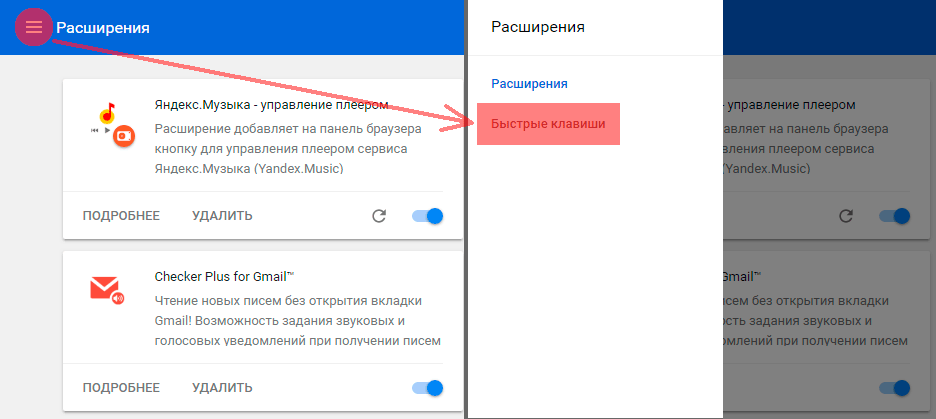 Расширения
Яндекс.Музыка - управление плеером
Расширение добавляет на панель браузера
кнопку для управления плеером сервиса
Яндекс.Музыка (Yandex.Music)
ПОДРОБНЕЕ УДАЛИТЬ
Checker Plus for Gmail™
Чтение новых писем без открытия вкладки
Gmail! Возможность задания звуковых и
голосовых уведомлений при получении писем
ПОДРОБНЕЕ УДАЛИТЬ
Расширения
Расширения
Быстрые клавиши
- управление плеером
авляет на панель браузера
вления плеером сервиса
(Yandex.Music)
Gmail™
исем без открытия вкладки
ность задания звуковых и
омлений при получении писем